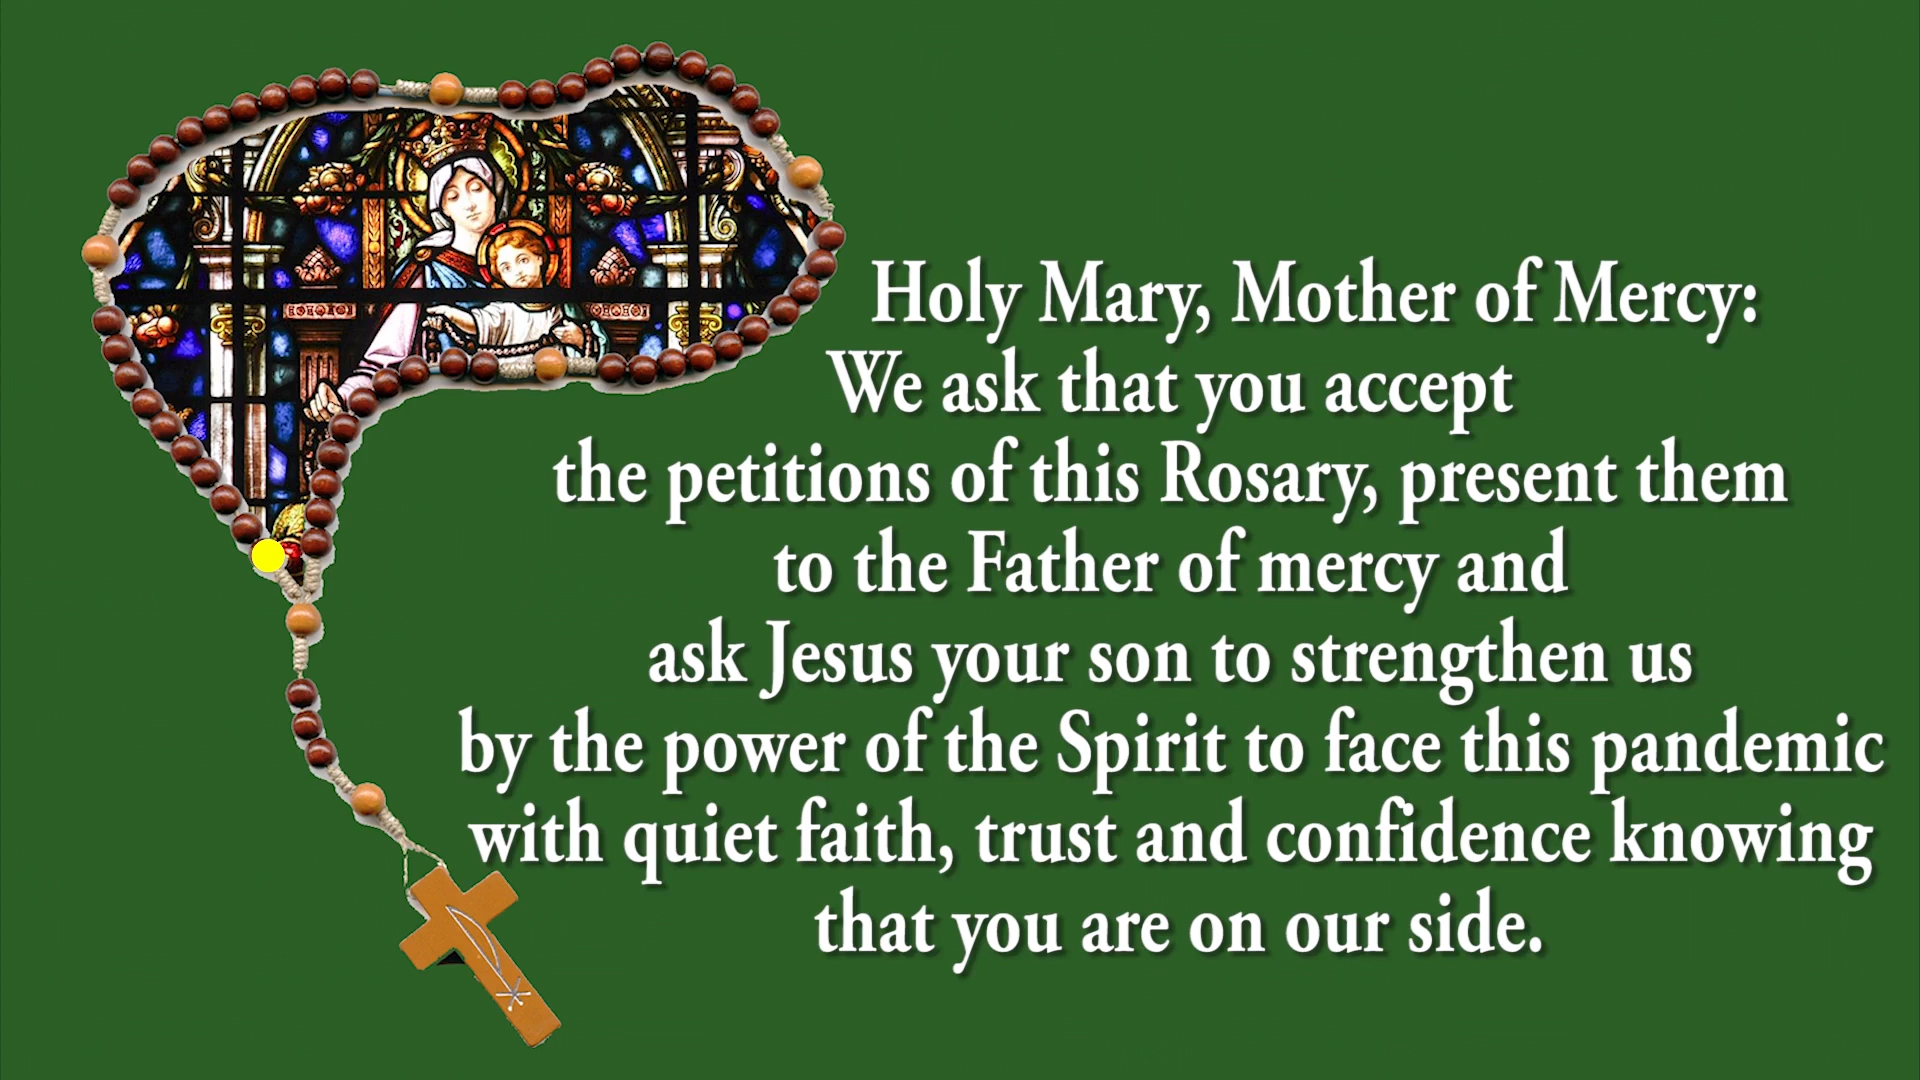 Holy Mary, Mother of Mercy:
We ask that you accept
the petitions of this Rosary, present them
to the Father of mercy and
ask Jesus your son to strengthen us
by the power of the Spirit to face this pandemic
with quiet faith, trust and confidence knowing
that you are on our side.